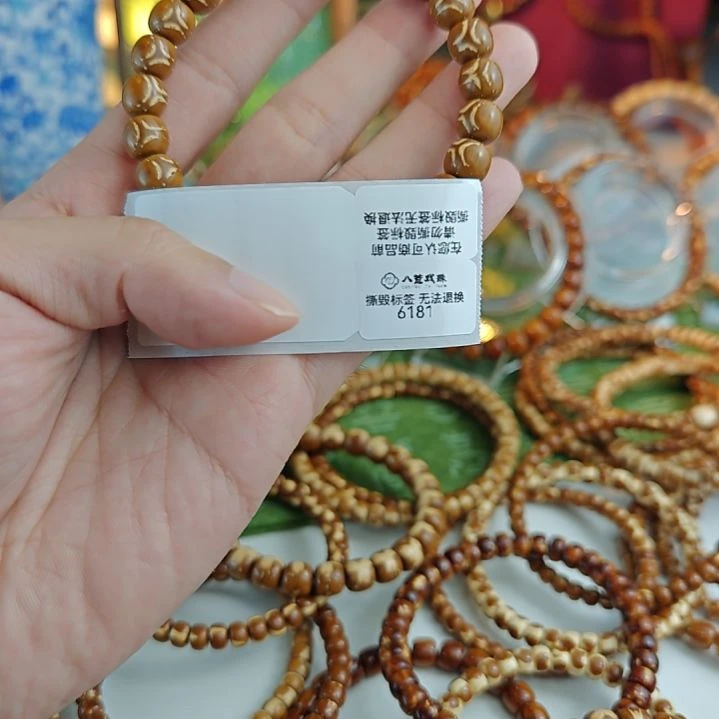 在您认可商品前
请勿撕毁标签
撕毁标签无法退换
撕毁标签 无法退换
6181